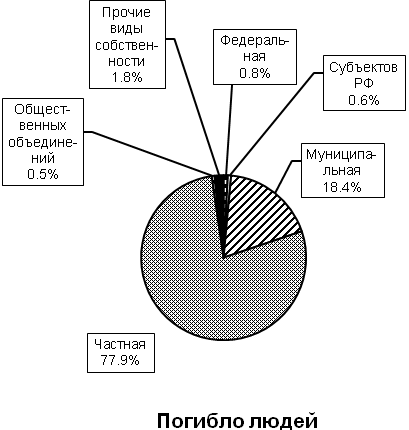 Прочие
виды
собствен-
ности
1.8%
Федераль-
ная
0.8%
Субъектов
РФ
0.6%
Общест-
венных
объедине-
ний
0.5%
Муниципа-
льная
18.4%
Частная
77.9%
Погибло людей